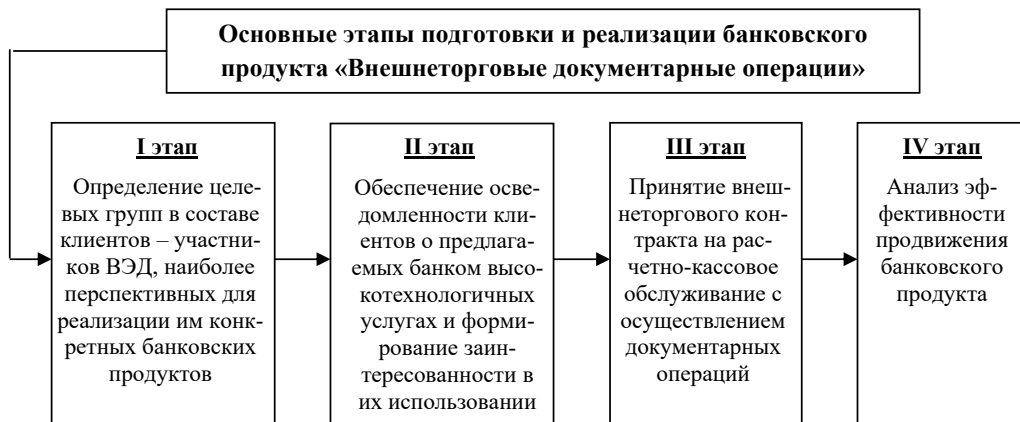 Основные этапы подготовки и реализации банковского
продукта «Внешнеторговые документарные операции»
I этап
Определение целе-
вых групп в составе
клиентов – участни-
ков ВЭД, наиболее
перспективных для
реализации им кон-
кретных банковских
продуктов
II этап
Обеспечение осве-
домленности кли-
ентов о предлага-
емых банком высо-
котехнологичных
услугах и форми-
рование заин-
тересованности в
их использовании
III этап
Принятие внеш-
неторгового кон-
тракта на рас-
четно-кассовое
обслуживание с
осуществлением
документарных
операций
IV этап
Анализ эф-
фективности
продвижения
банковского
продукта